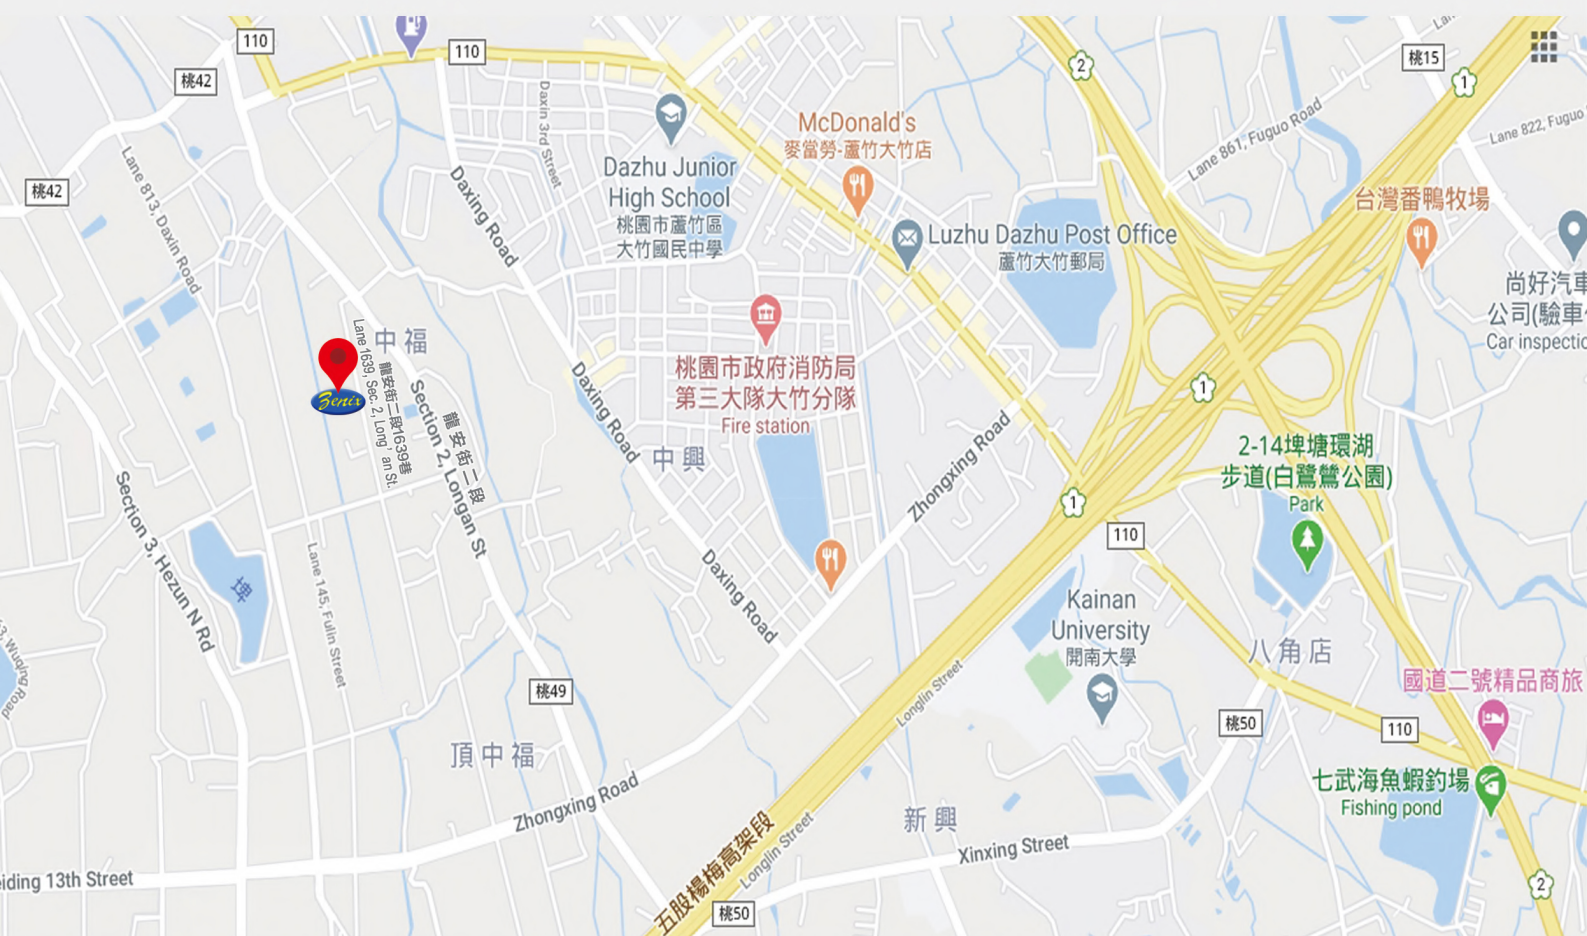 110
110
桃42
桃42
2
桃15
1
Lane 861, Fuguo Road
Lane 822, Fuguo
Lane 813, Daxin Road
Daxin 3rd Street
Daxing Road
Dazhu Junior
High School
桃園市蘆竹區
大竹國民中學
McDonald's
麥當勞-蘆竹大竹店
Luzhu Dazhu Post Office
蘆竹大竹郵局
台灣番鴨牧場
尚好汽車
公司(驗車
Car inspectio
桃園市政府消防局
第三大隊大竹分隊
Fire station
中福
Zenix
Lane 1639, Sec. 2, Long' an St.
龍安街二段1639巷
龍安街二段
Section 2, Longan St
Daxing Road
中興
Zhongxing Road
1
1
2-14埤塘環湖
步道(白鷺鷥公園)
Park
110
Section 3, Hezun N Rd
埤
Lane 145, Fulin Street
Daxing Road
Kainan
University
開南大學
八角店
國道二號精品商旅
Wuqing Road
桃49
Longlin Street
桃50
110
頂中福
七武海魚蝦釣場
Fishing pond
Zhongxing Road
新興
五股楊梅高架段
Longlin Street
Xinxing Street
eiding 13th Street
桃50
2